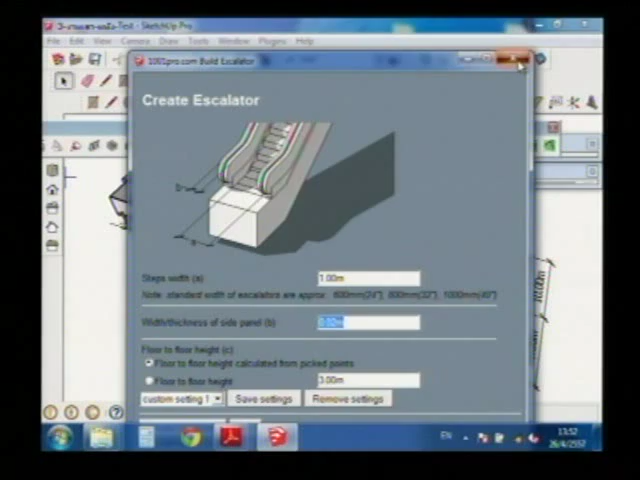 -Test - SketchUp Pro
File Edit View Camera Draw Tools Window Plugins Help
1001pro.com Build Escalator
Create Escalator
Steps width (a) 1.00m
Note: standard width of escalators are approx. 600mm(24"), 800mm(32"), 1000mm(40")
Width/thickness of side panel (b) 0.02m
Floor to floor height (c)
Floor to floor height calculated from picked points
Floor to floor height 3.00m
custom setting 1 Save settings Remove settings
EN 13:52
26/4/2557